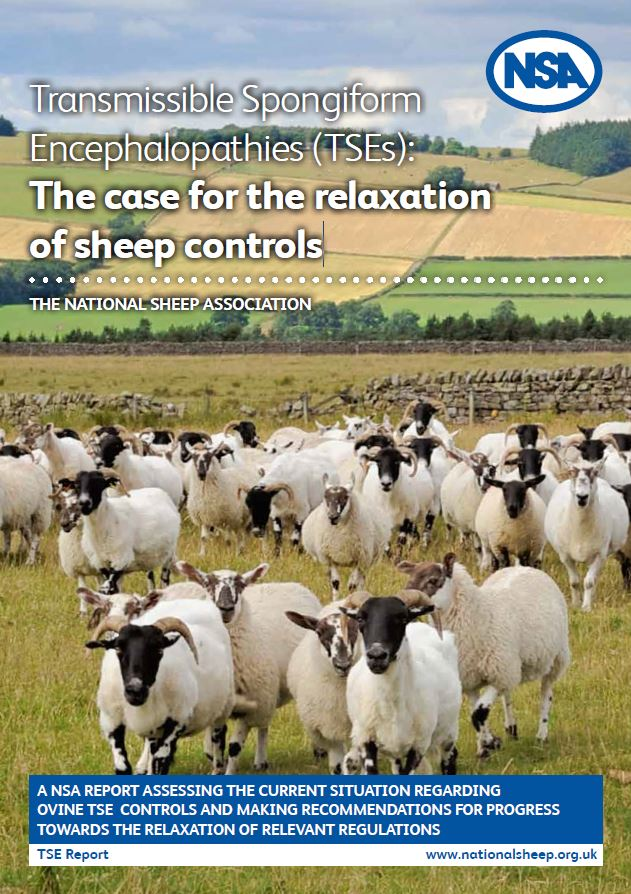 NSA
Transmissible Spongiform
Encephalopathies (TSEs):
The case for the relaxation
of sheep controls
THE NATIONAL SHEEP ASSOCIATION
A NSA REPORT ASSESSING THE CURRENT SITUATION REGARDING
OVINE TSE CONTROLS AND MAKING RECOMMENDATIONS FOR PROGRESS
TOWARDS THE RELAXATION OF RELEVANT REGULATIONS
TSE Report
www.nationalsheep.org.uk